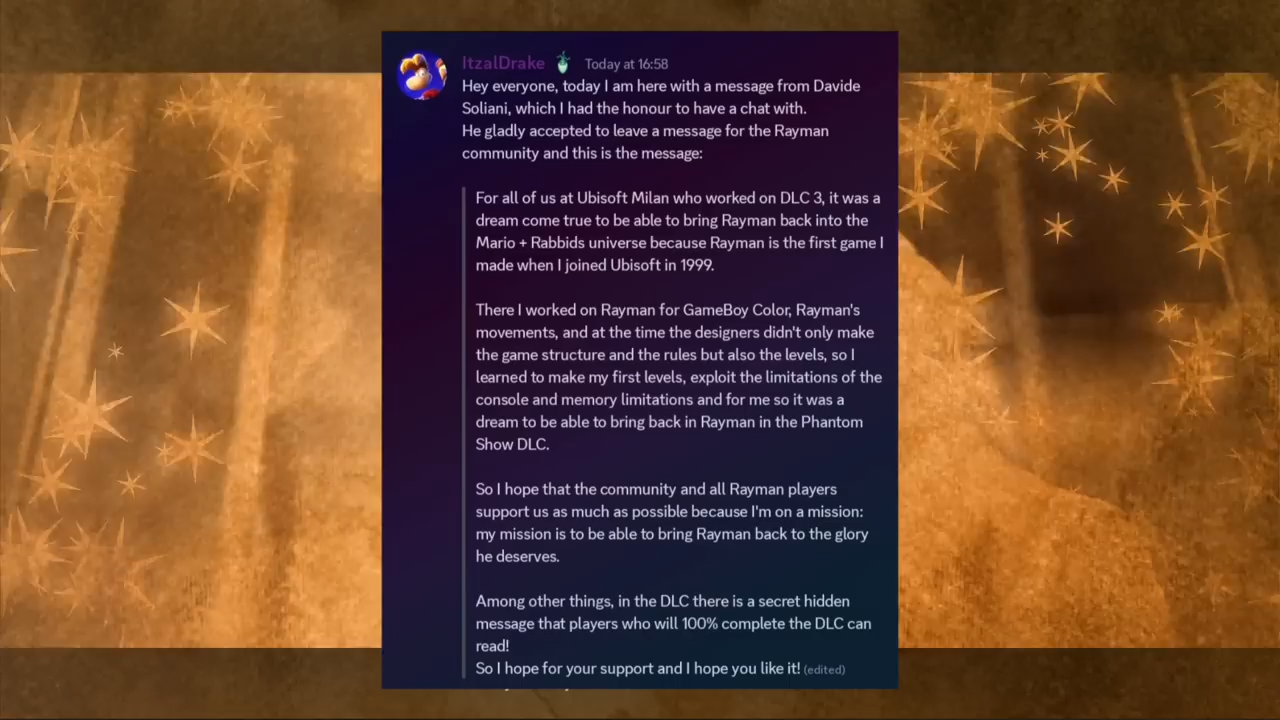 ItzalDrake Today at 16:58
Hey everyone, today I am here with a message from Davide
Soliani, which I had the honour to have a chat with.
He gladly accepted to leave a message for the Rayman
community and this is the message:
For all of us at Ubisoft Milan who worked on DLC 3, it was a
dream come true to be able to bring Rayman back into the
Mario + Rabbids universe because Rayman is the first game I
made when I joined Ubisoft in 1999.
There I worked on Rayman for GameBoy Color, Rayman's
movements, and at the time the designers didn't only make
the game structure and the rules but also the levels, so I
learned to make my first levels, exploit the limitations of the
console and memory limitations and for me so it was a
dream to be able to bring back in Rayman in the Phantom
Show DLC.
So I hope that the community and all Rayman players
support us as much as possible because I'm on a mission:
my mission is to be able to bring Rayman back to the glory
he deserves.
Among other things, in the DLC there is a secret hidden
message that players who will 100% complete the DLC can
read!
So I hope for your support and I hope you like it! (edited)